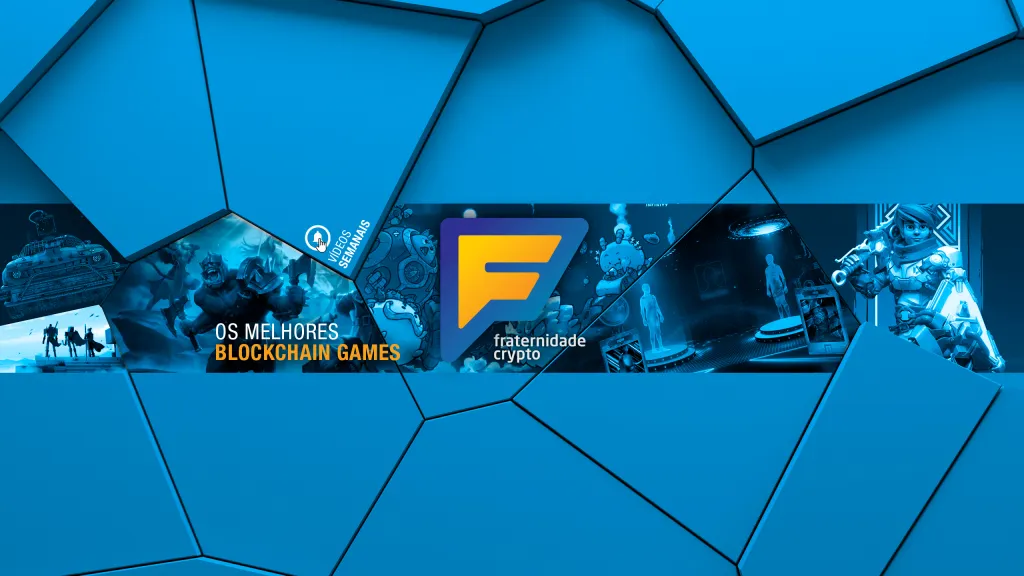 VÍDEOS
SEMANAIS
OS MELHORES
BLOCKCHAIN GAMES
fraternidade
crypto